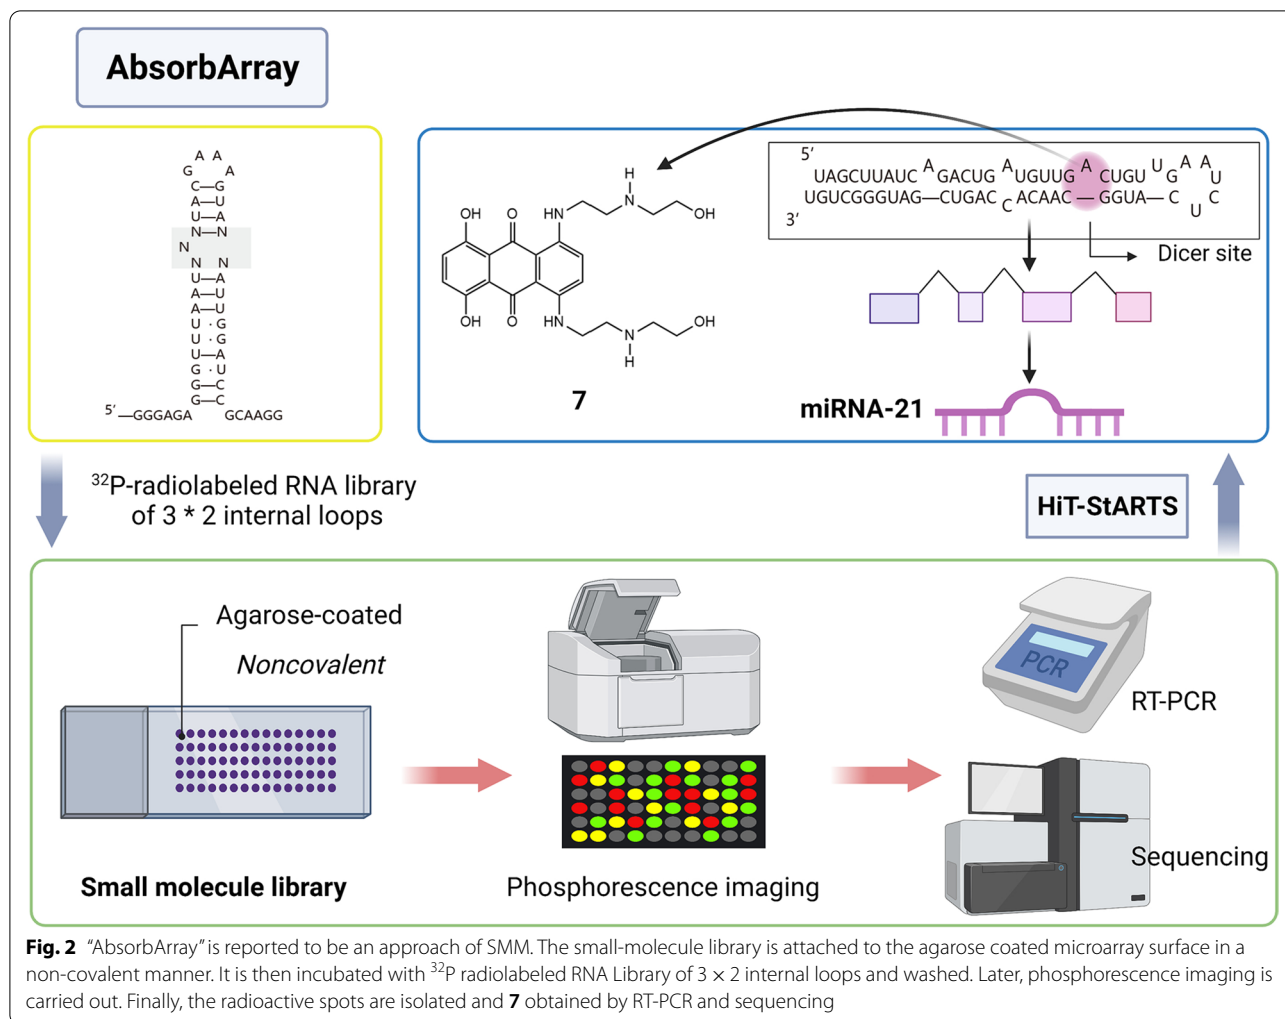 AbsorbArray
A A
G A
C—G
A—U
U—A
N—N
N
N N
U—A
A—U
A—U
U·G
U·G
U—A
G·U
G—C
G—C
5’—GGGAGA GCAAGG
OH O HN N H OH
OH O HN N H OH
7
5’
UAGCUUAUC A GACUG A UGUUG A CUGU U G A A U
UGUCGGGUAG—CUGAC C ACAAC — GGUA— C U C
3’
Dicer site
miRNA-21
32P-radiolabeled RNA library
of 3 * 2 internal loops
HiT-StARTS
Agarose-coated
Noncovalent
PCR
RT-PCR
Sequencing
Small molecule library
Phosphorescence imaging
Fig. 2 “AbsorbArray” is reported to be an approach of SMM. The small-molecule library is attached to the agarose coated microarray surface in a
non-covalent manner. It is then incubated with 32P radiolabeled RNA Library of 3 × 2 internal loops and washed. Later, phosphorescence imaging is
carried out. Finally, the radioactive spots are isolated and 7 obtained by RT-PCR and sequencing